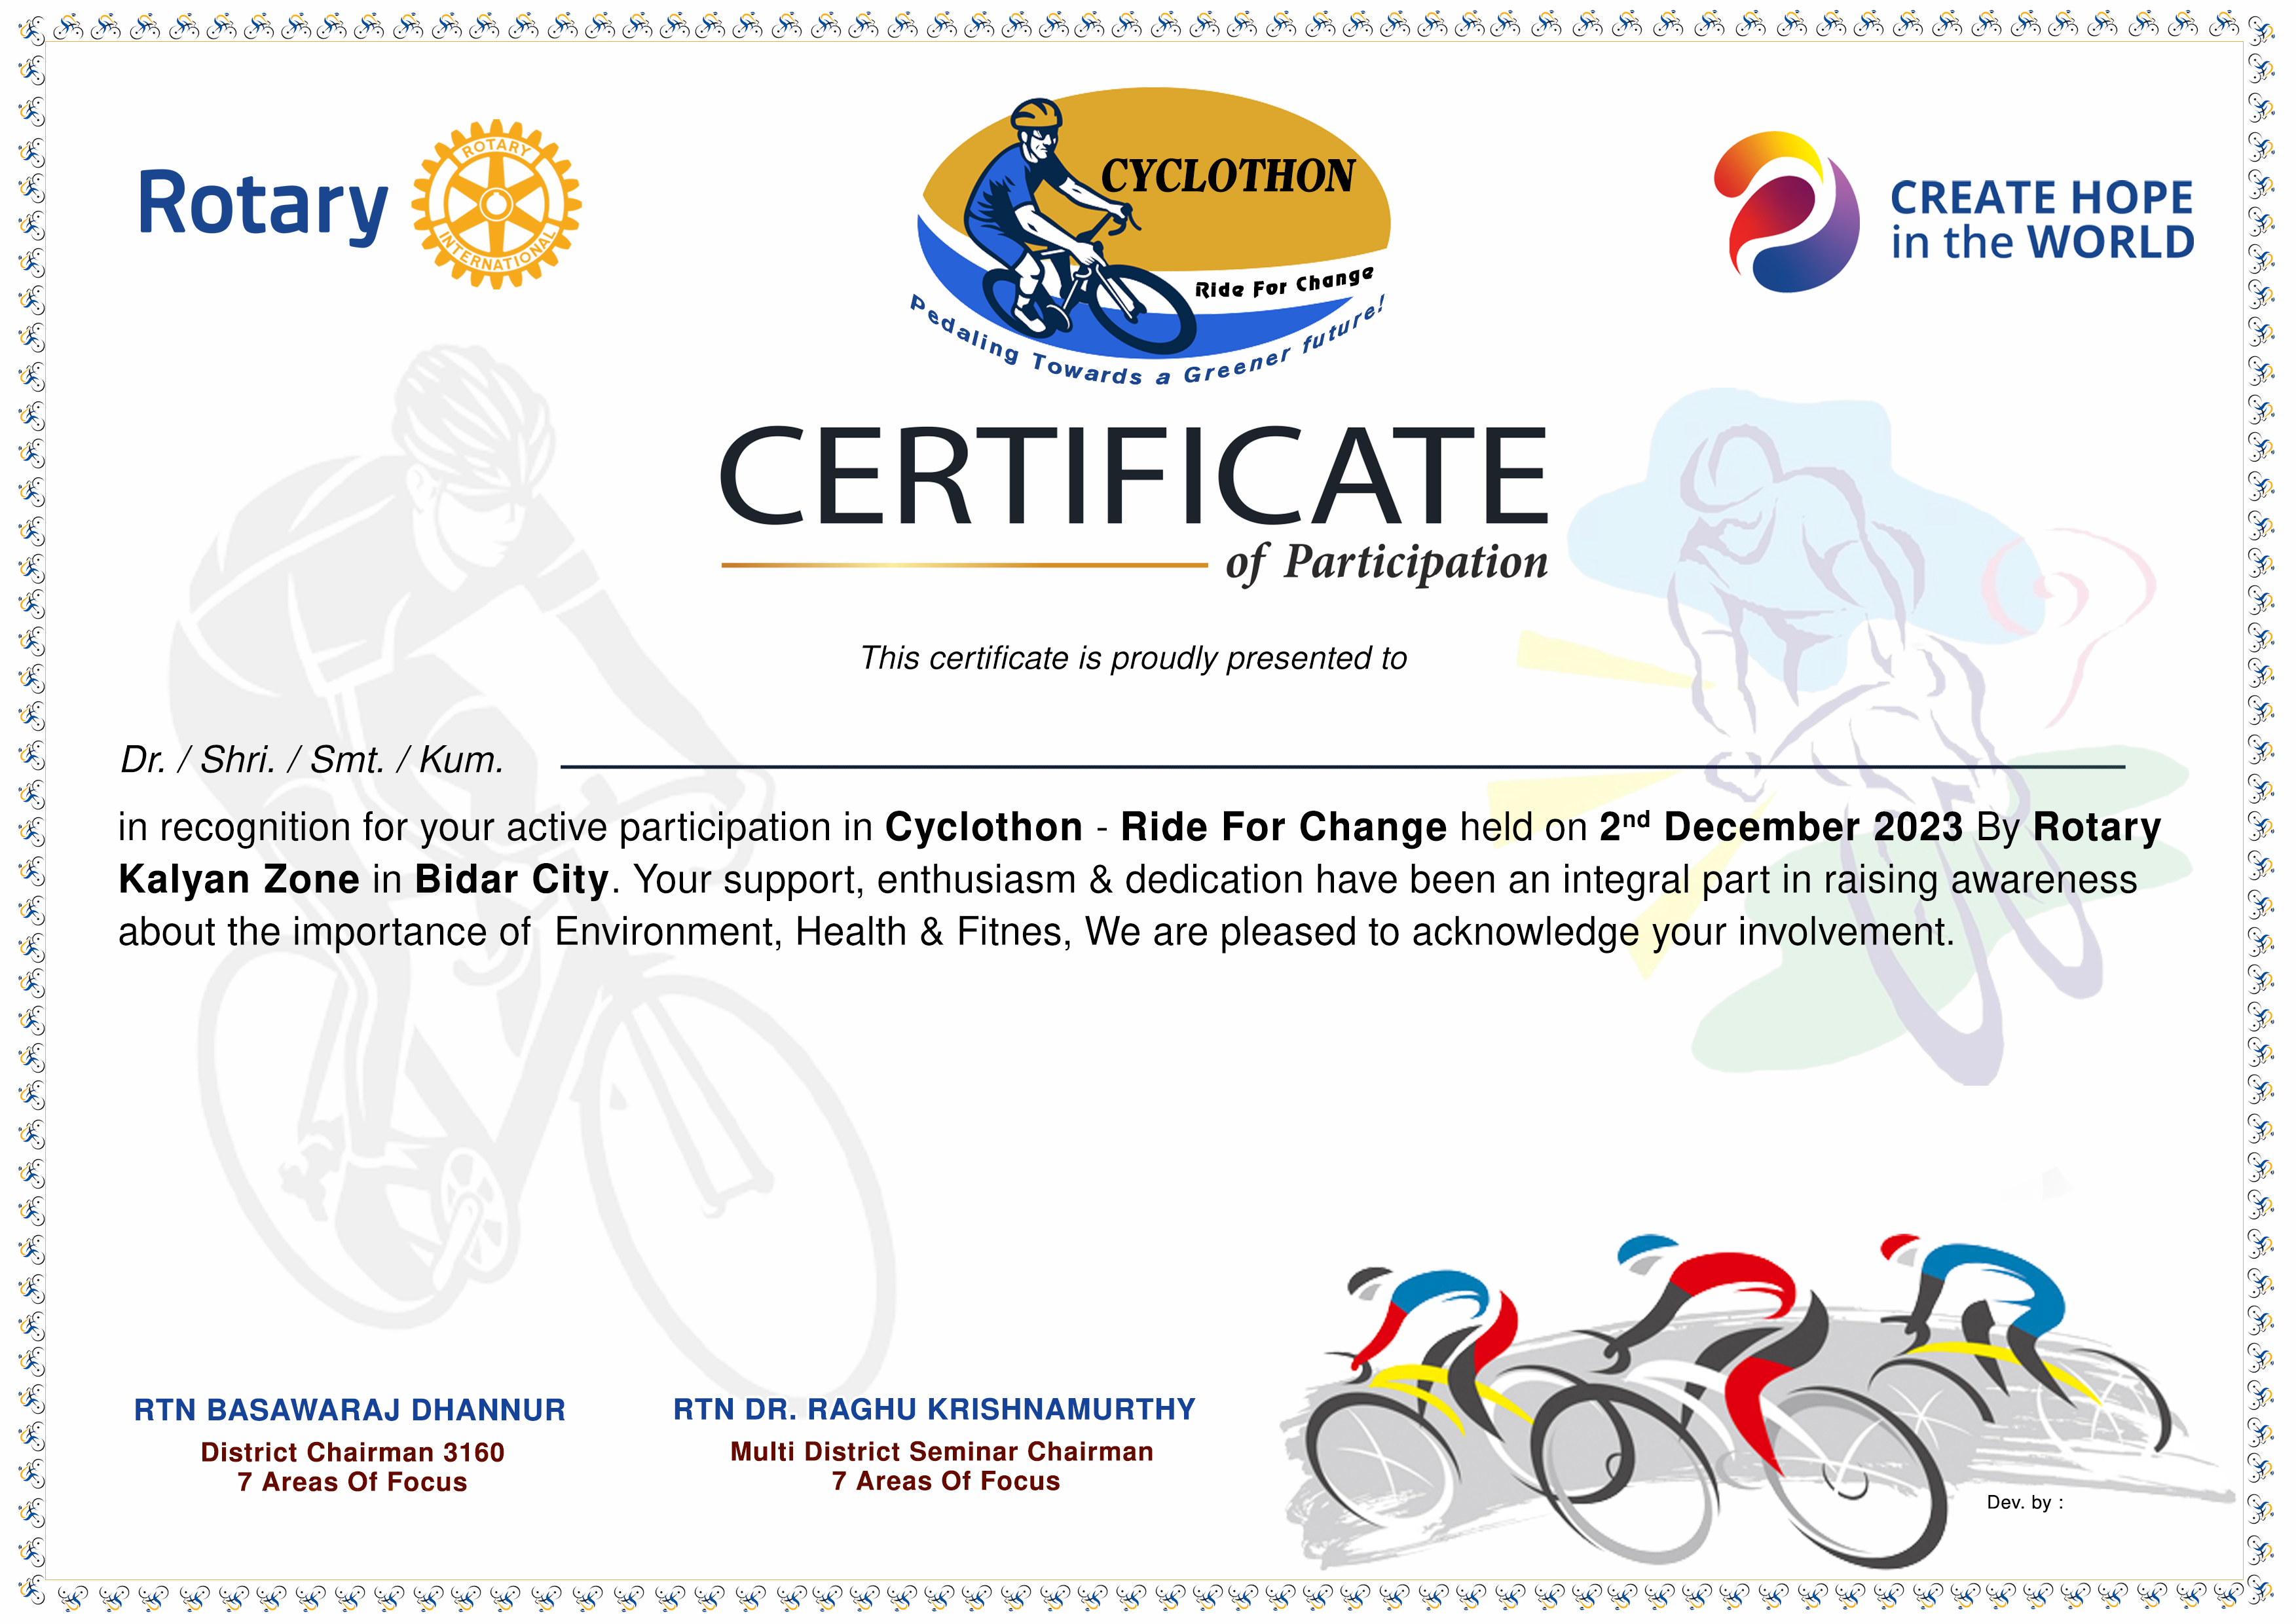 Rotary
ROTARY
INTERNATIONAL
CYCLOTHON
Ride For Change
Pedaling Towards a Greener future!
CREATE HOPE
in the WORLD
CERTIFICATE
of Participation
This certificate is proudly presented to
Dr. / Shri. / Smt. / Kum.
in recognition for your active participation in Cyclothon - Ride For Change held on 2nd December 2023 By Rotary
Kalyan Zone in Bidar City. Your support, enthusiasm & dedication have been an integral part in raising awareness
about the importance of  Environment, Health & Fitnes, We are pleased to acknowledge your involvement.
RTN BASAWARAJ DHANNUR
District Chairman 3160
7 Areas Of Focus
RTN DR. RAGHU KRISHNAMURTHY
Multi District Seminar Chairman
7 Areas Of Focus
Dev. by :